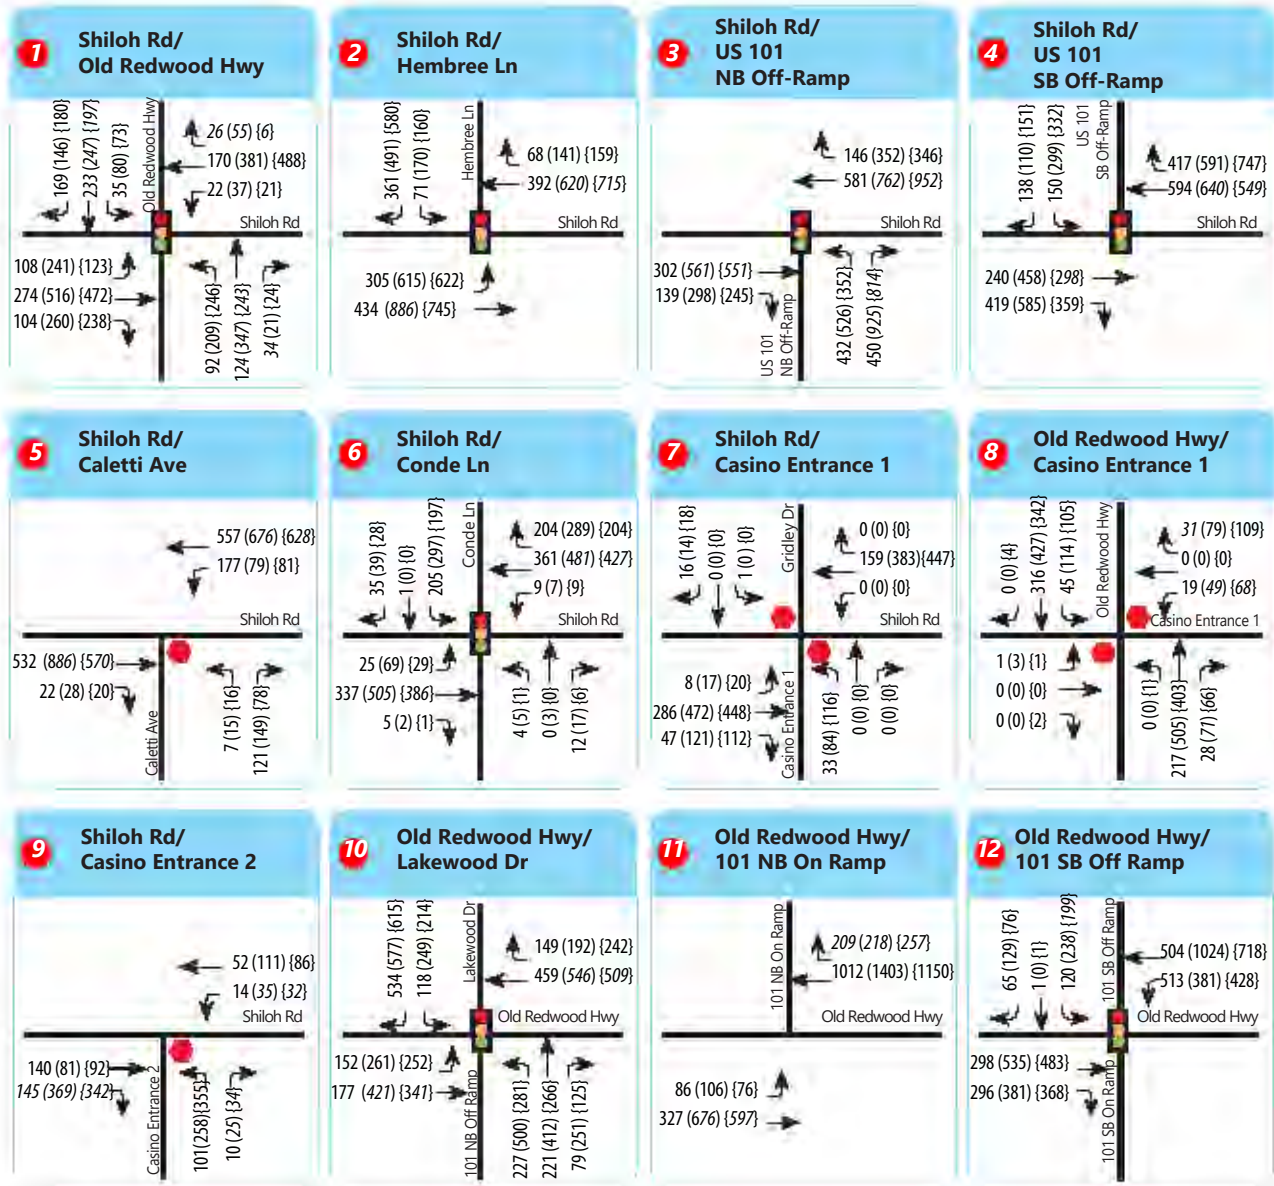 1
Shiloh Rd/
Old Redwood Hwy
169 (146) {180}
233 (247) {197}
35 (80) {73}
Old Redwood Hwy
26 (55) {6}
170 (381) {488}
22 (37) {21}
Shiloh Rd
108 (241) {123}
274 (516) {472}
104 (260) {238}
92 (209) {246}
124 (347) {243}
34 (21) {24}
2
Shiloh Rd/
Hembree Ln
361 (491) {580}
71 (170) {160}
Hembree Ln
68 (141) {159}
392 (620) {715}
Shiloh Rd
305 (615) {622}
434 (886) {745}
3
Shiloh Rd/
US 101
NB Off-Ramp
146 (352) {346}
581 (762) {952}
Shiloh Rd
302 (561) {551}
139 (298) {245}
US 101
NB Off-Ramp
432 (526) {352}
450 (925) {814}
4
Shiloh Rd/
US 101
SB Off-Ramp
138 (110) {151}
150 (299) {332}
US 101
SB Off-Ramp
417 (591) {747}
594 (640) {549}
Shiloh Rd
240 (458) {298}
419 (585) {359}
5
Shiloh Rd/
Caletti Ave
557 (676) {628}
177 (79) {81}
Shiloh Rd
532 (886) {570}
22 (28) {20}
Caletti Ave
7 (15) {16}
121 (149) {78}
6
Shiloh Rd/
Conde Ln
35 (39) {28}
1 (0) {0}
205 (297) {197}
Conde Ln
204 (289) {204}
361 (481) {427}
9 (7) {9}
Shiloh Rd
25 (69) {29}
337 (505) {386}
5 (2) {1}
4 (5) {1}
0 (3) {0}
12 (17) {6}
7
Shiloh Rd/
Casino Entrance 1
16 (14) {18}
0 (0) {0}
1 (0) {0}
Gridley Dr
0 (0) {0}
159 (383){447}
0 (0) {0}
Shiloh Rd
8 (17) {20}
286 (472) {448}
47 (121) {112}
Casino Entrance 1
33 (84) {116}
0 (0) {0}
0 (0) {0}
8
Old Redwood Hwy/
Casino Entrance 1
0 (0) {4}
316 (427) {342}
45 (114) {105}
Old Redwood Hwy
31 (79) {109}
0 (0) {0}
19 (49) {68}
Casino Entrance 1
1 (3) {1}
0 (0) {0}
0 (0) {2}
0 (0) {1}
217 (505) {403}
28 (77) {66}
9
Shiloh Rd/
Casino Entrance 2
52 (111) {86}
14 (35) {32}
Shiloh Rd
140 (81) {92}
145 (369) {342}
Casino Entrance 2
101(258){355}
10 (25) {34}
10
Old Redwood Hwy/
Lakewood Dr
534 (577) {615}
118 (249) {214}
Lakewood Dr
149 (192) {242}
459 (546) {509}
Old Redwood Hwy
152 (261) {252}
177 (421) {341}
101 NB Off Ramp
227 (500) {281}
221 (412) {266}
79 (251) {125}
11
Old Redwood Hwy/
101 NB On Ramp
101 NB On Ramp
209 (218) {257}
1012 (1403) {1150}
Old Redwood Hwy
86 (106) {76}
327 (676) {597}
12
Old Redwood Hwy/
101 SB Off Ramp
65 (129) {76}
1 (0) {1}
120 (238) {199}
101 SB Off Ramp
504 (1024) {718}
513 (381) {428}
Old Redwood Hwy
298 (535) {483}
296 (381) {368}
101 SB On Ramp